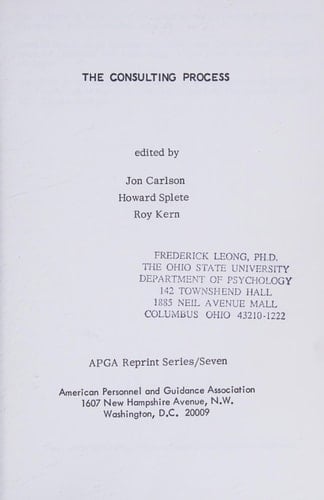 THE CONSULTING PROCESS
edited by
Jon Carlson
Howard Splete
Roy Kern
FREDERICK LEONG, PH.D.
THE OHIO STATE UNIVERSITY
DEPARTMENT OF PSYCHOLOGY
142 TOWNSHEND HALL
1885 NEIL AVENUE MALL
COLUMBUS OHIO 43210-1222
APGA Reprint Series/Seven
American Personnel and Guidance Association
1607 New Hampshire Avenue, N.W.
Washington, D.C. 20009